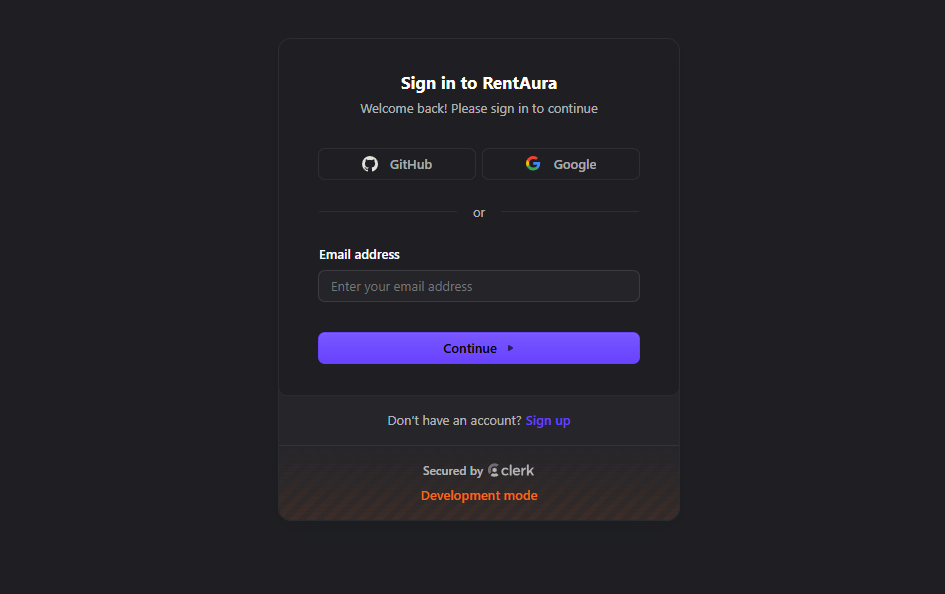 Sign in to RentAura
Welcome back! Please sign in to continue
GitHub
Google
or
Email address
Enter your email address
Continue
Don't have an account? Sign up
Secured by clerk
Development mode